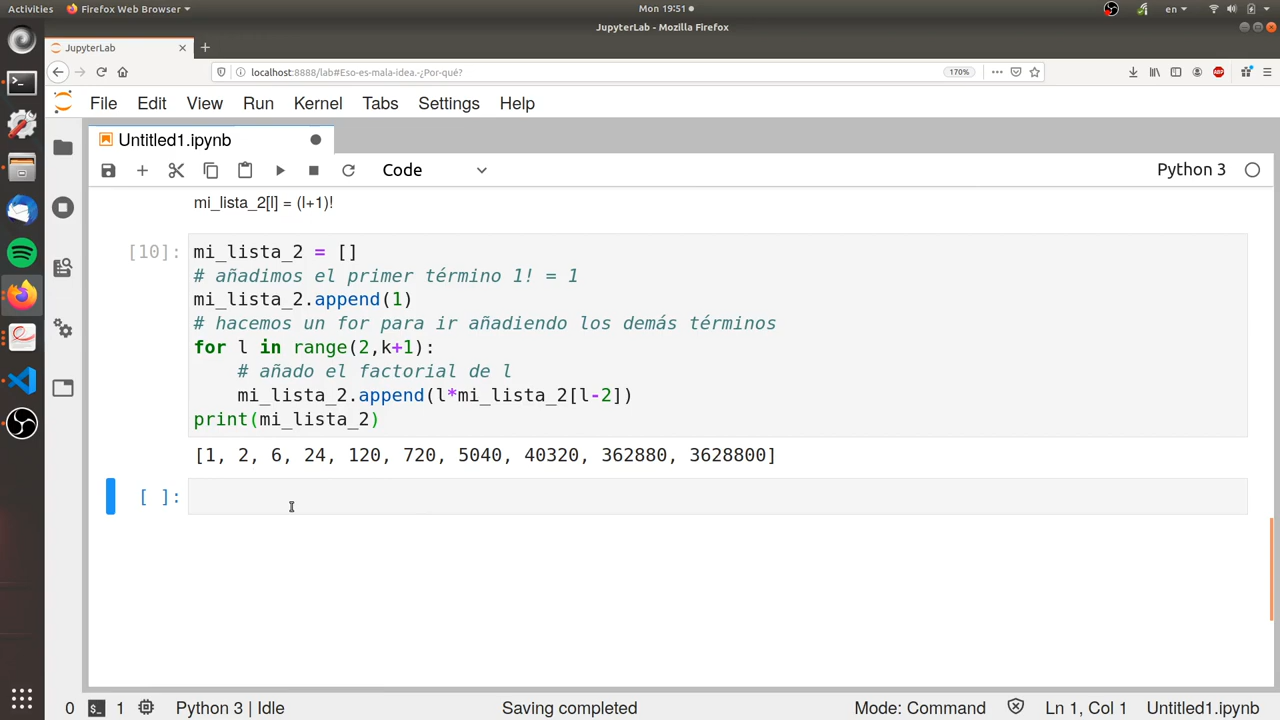 Activities Firefox Web Browser Mon 19:51 en
JupyterLab - Mozilla Firefox
JupyterLab
localhost:8888/lab#Eso-es-mala-idea.-¿Por-qué? 170% ABP
File Edit View Run Kernel Tabs Settings Help
Untitled1.ipynb
Code Python 3
mi_lista_2[l] = (l+1)!
[10]: mi_lista_2 = []
# añadimos el primer término 1! = 1
mi_lista_2.append(1)
# hacemos un for para ir añadiendo los demás términos
for l in range(2,k+1):
# añado el factorial de l
mi_lista_2.append(l*mi_lista_2[l-2])
print(mi_lista_2)
[1, 2, 6, 24, 120, 720, 5040, 40320, 362880, 3628800]
[ ]:
0 $_ 1 Python 3 | Idle Saving completed Mode: Command Ln 1, Col 1 Untitled1.ipynb